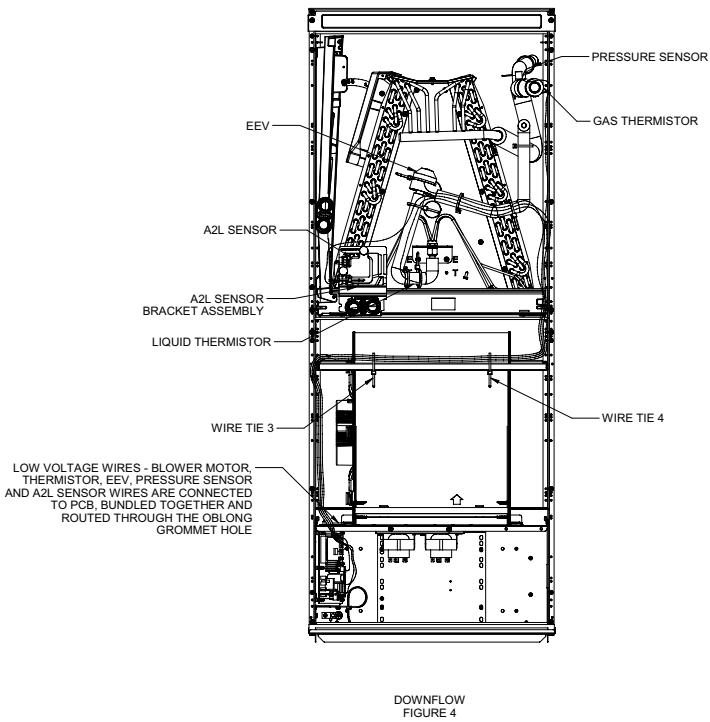 PRESSURE SENSOR
GAS THERMISTOR
EEV
A2L SENSOR
A2L SENSOR
BRACKET ASSEMBLY
LIQUID THERMISTOR
WIRE TIE 3
WIRE TIE 4
LOW VOLTAGE WIRES - BLOWER MOTOR,
THERMISTOR, EEV, PRESSURE SENSOR
AND A2L SENSOR WIRES ARE CONNECTED
TO PCB, BUNDLED TOGETHER AND
ROUTED THROUGH THE OBLONG
GROMMET HOLE
DOWNFLOW
FIGURE 4